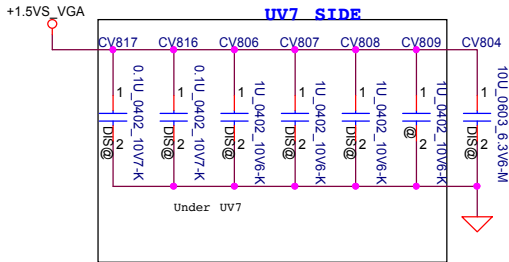 UV7 SIDE
+1.5VS_VGA
CV817 CV816 CV806 CV807 CV808 CV809 CV804
1 1 1 1 1 1 1
0.1U_0402_10V7-K
0.1U_0402_10V7-K
1U_0402_10V6-K
1U_0402_10V6-K
1U_0402_10V6-K
1U_0402_10V6-K
10U_0603_6.3V6-M
2 2 2 2 2 2 2
DIS@ DIS@ DIS@ DIS@ DIS@ @ DIS@
Under UV7